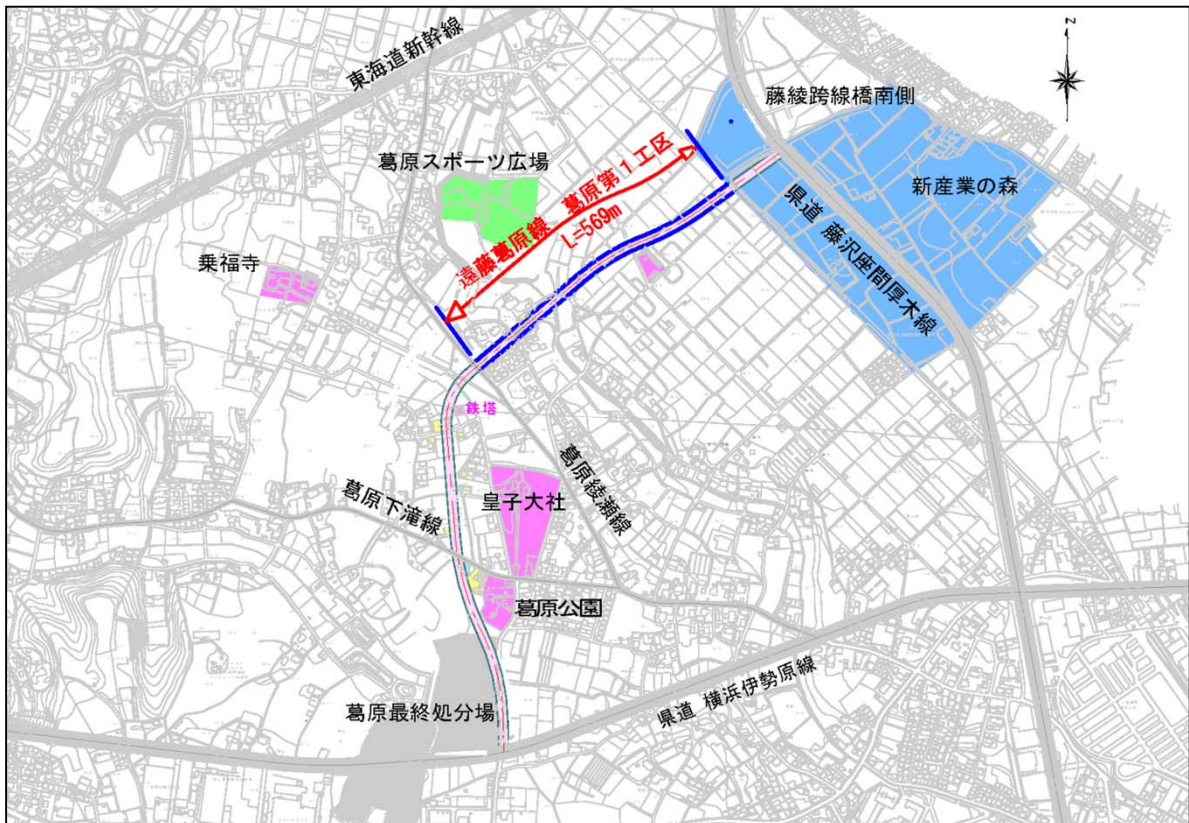 N
東海道新幹線
藤綾跨線橋南側
葛原スポーツ広場
新産業の森
遠藤葛原線 葛原第1工区
L=569m
県道 藤沢座間厚木線
乗福寺
鉄塔
葛原綾瀬線
皇子大社
葛原下滝線
葛原公園
県道 横浜伊勢原線
葛原最終処分場